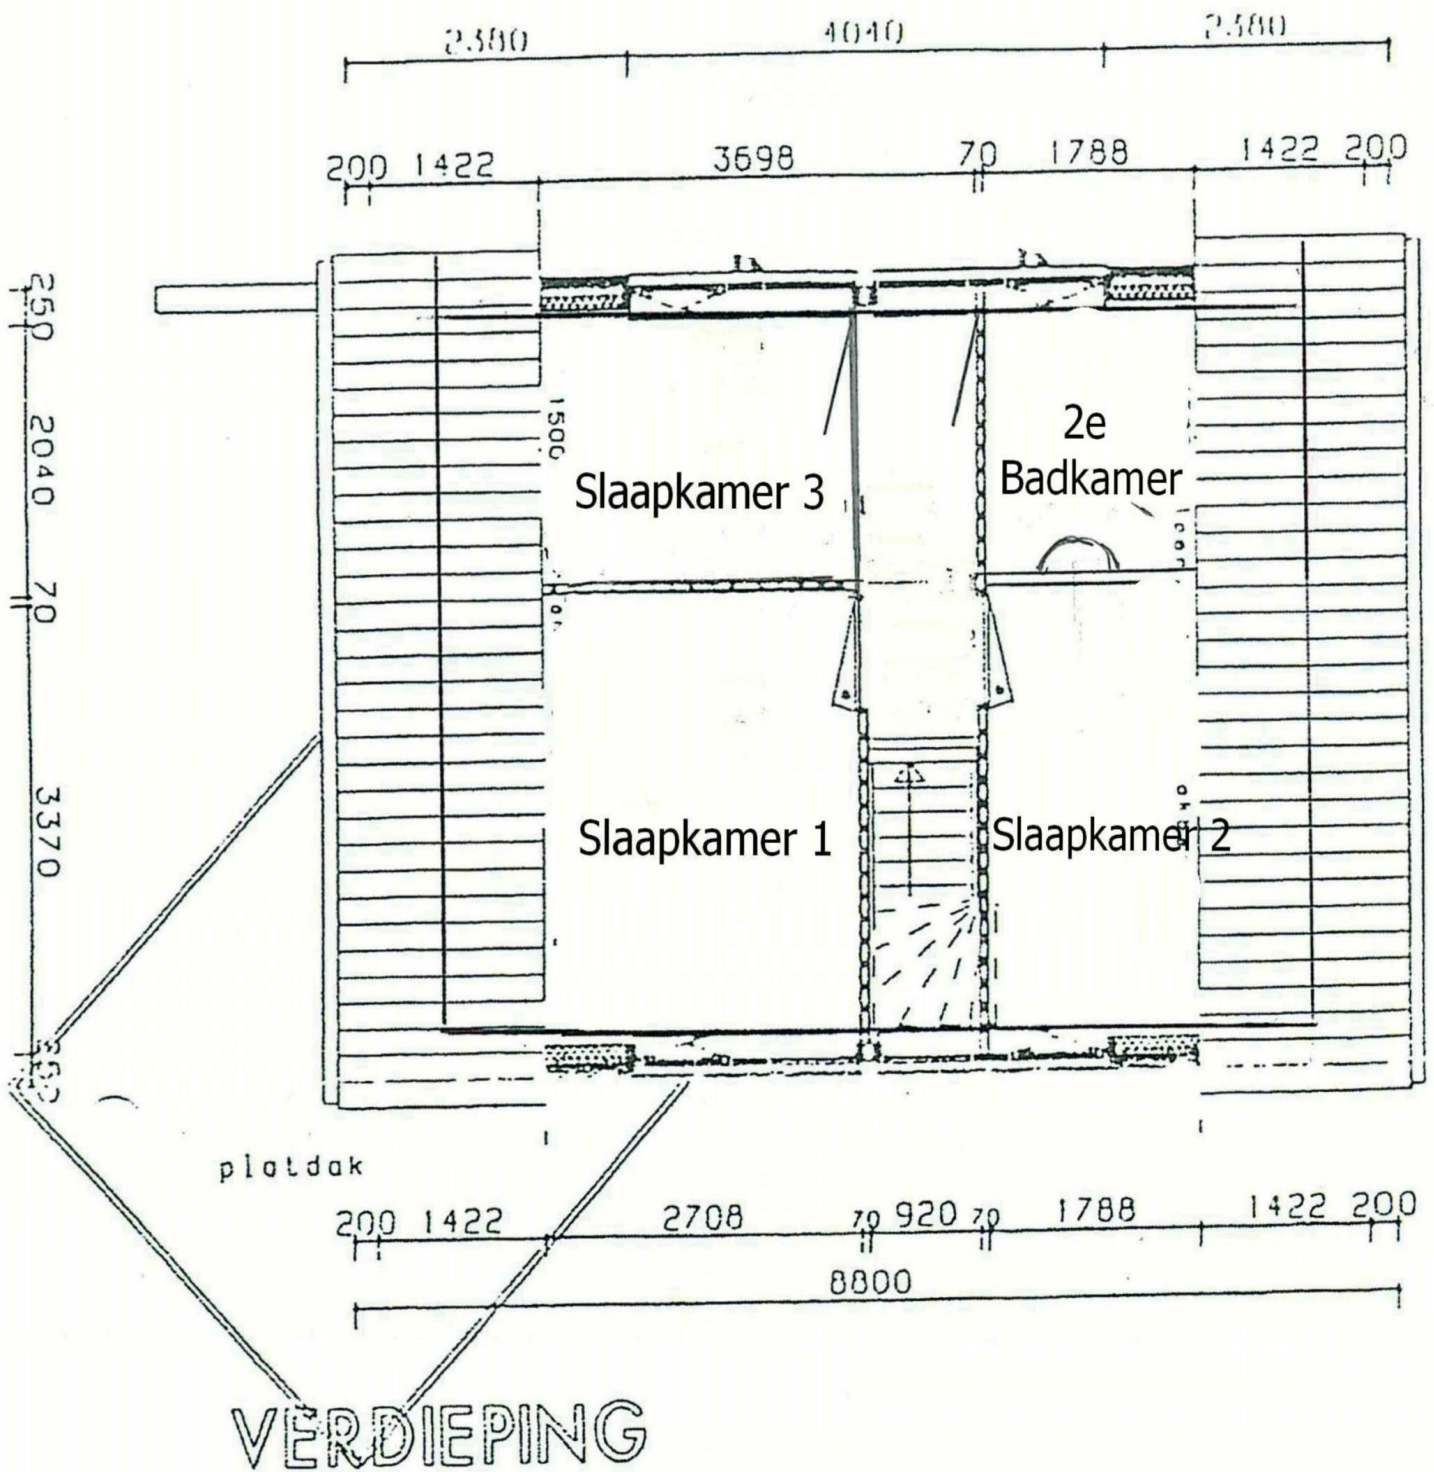 2380 4040 2380
200 1422 3698 70 1788 1422 200
250
2040
70
3370
1500
Slaapkamer 3
2e
Badkamer
Slaapkamer 1
Slaapkamer 2
platdak
200 1422 2708 70 920 70 1788 1422 200
8800
VERDIEPING